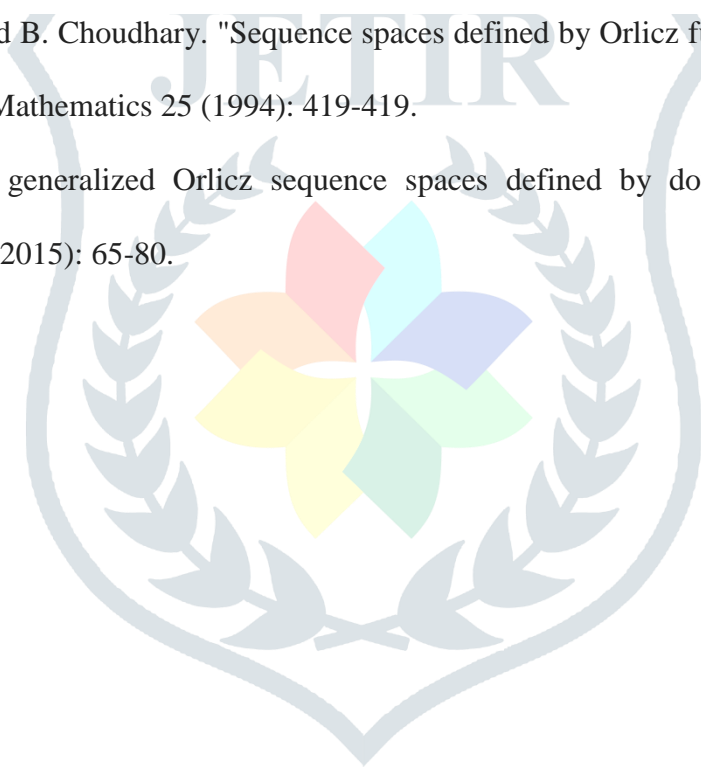 d B. Choudhary. "Sequence spaces defined by Orlicz f
JETIR
Mathematics 25 (1994): 419-419.
generalized Orlicz sequence spaces defined by do
2015): 65-80.